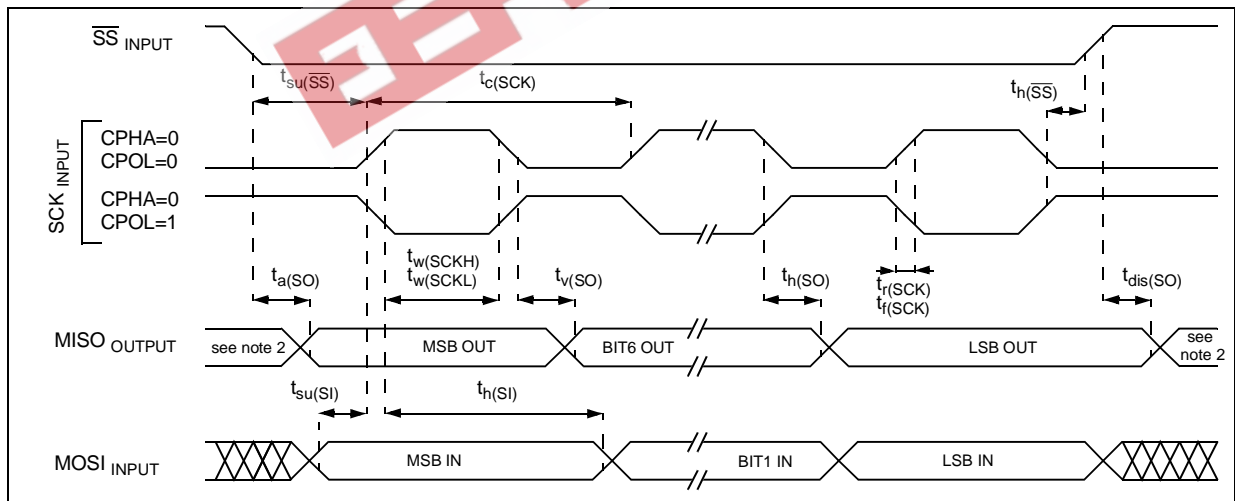 SS INPUT
tsu(SS)
tc(SCK)
th(SS)
SCK INPUT
CPHA=0
CPOL=0
CPHA=0
CPOL=1
ta(SO)
tw(SCKH)
tw(SCKL)
tv(SO)
th(SO)
tr(SCK)
tf(SCK)
tdis(SO)
MISO OUTPUT
see note 2
MSB OUT
BIT6 OUT
LSB OUT
see
note 2
tsu(SI)
th(SI)
MOSI INPUT
MSB IN
BIT1 IN
LSB IN